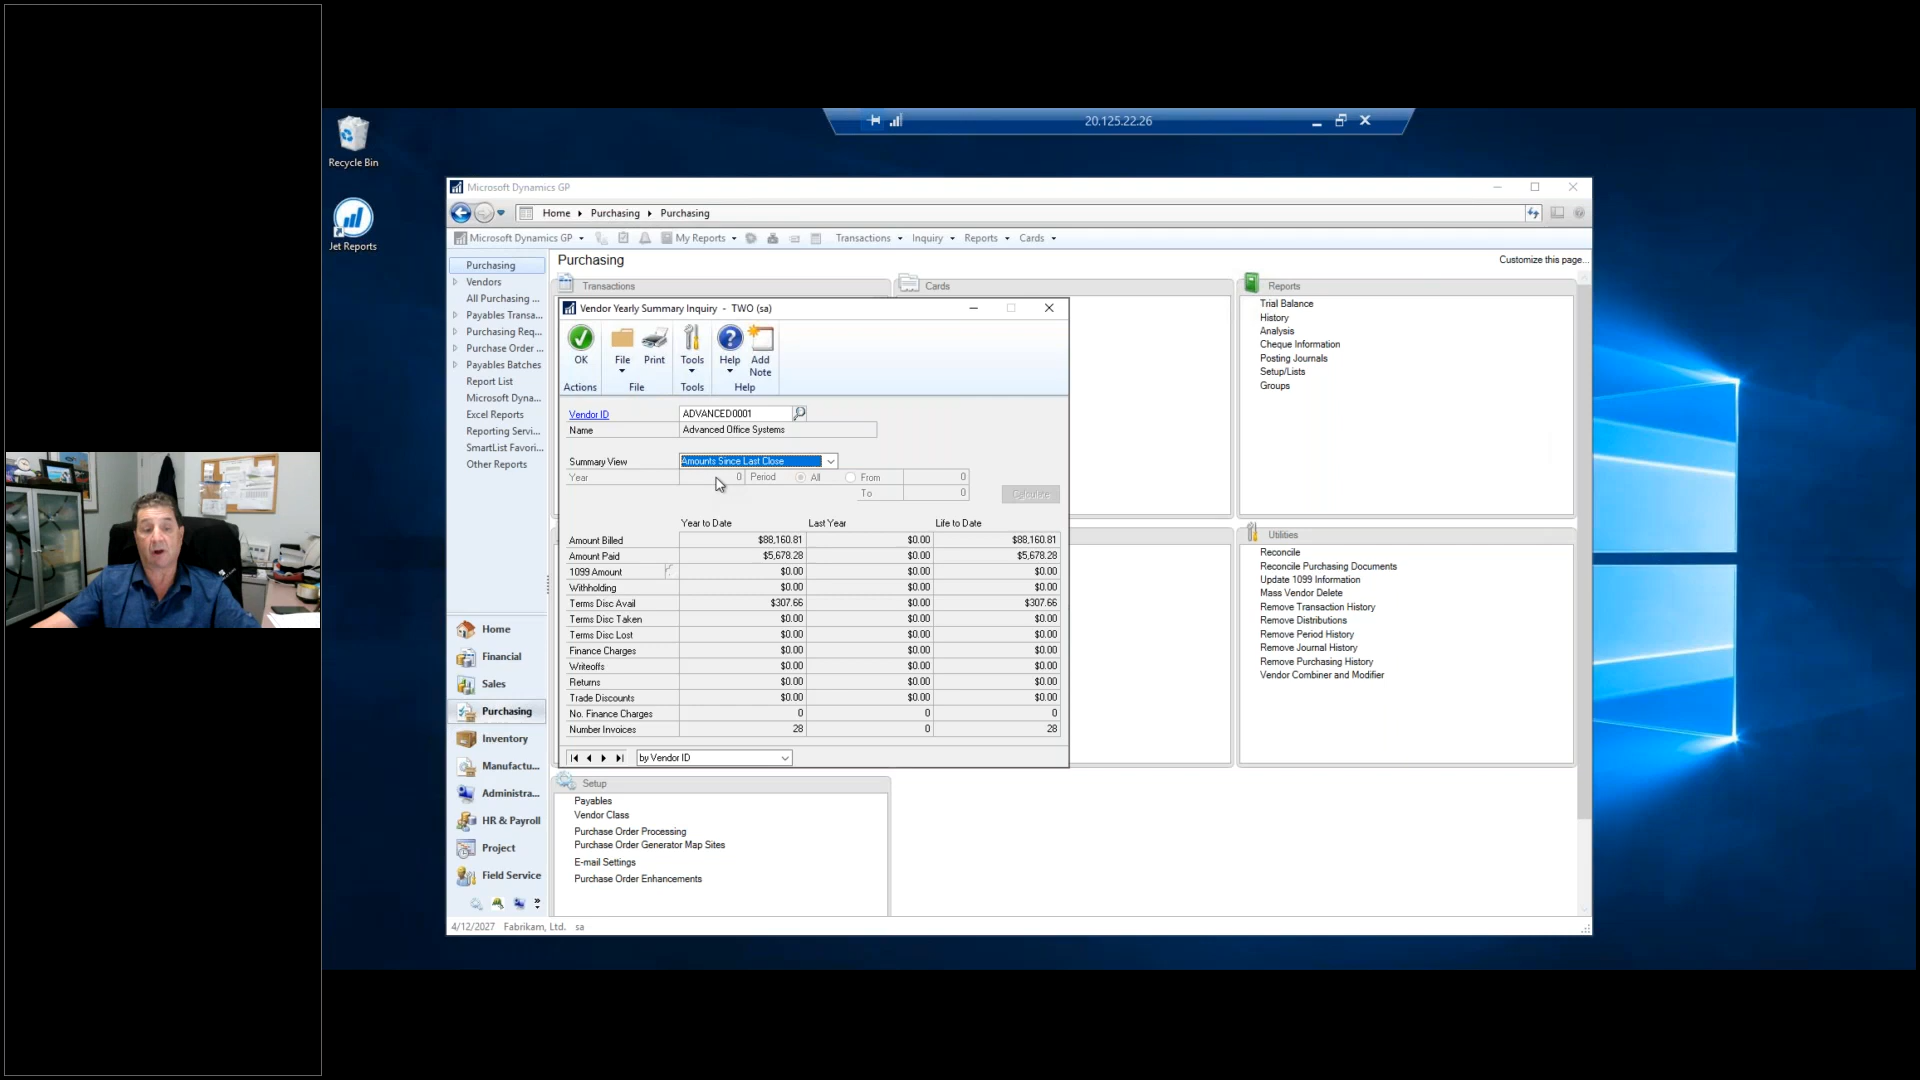 20.125.22.26
Recycle Bin
Jet Reports
Microsoft Dynamics GP
Home Purchasing Purchasing
Microsoft Dynamics GP My Reports Transactions Inquiry Reports Cards
Purchasing
Vendors
All Purchasing ...
Payables Transa...
Purchasing Req...
Purchase Order ...
Payables Batches
Report List
Microsoft Dyna...
Excel Reports
Reporting Servi...
SmartList Favori...
Other Reports
Home
Financial
Sales
Purchasing
Inventory
Manufactu...
Administra...
HR & Payroll
Project
Field Service
Purchasing
Customize this page...
Transactions
Cards
Reports
Trial Balance
History
Analysis
Cheque Information
Posting Journals
Setup/Lists
Groups
Vendor Yearly Summary Inquiry - TWO (sa)
OK
File
Print
Tools
Help
Add
Note
Actions
File
Tools
Help
Vendor ID ADVANCED0001
Name Advanced Office Systems
Summary View Amounts Since Last Close
Year 0 Period All From 0
To 0
Calculate
Year to Date Last Year Life to Date
Amount Billed $88,160.81 $0.00 $88,160.81
Amount Paid $5,678.28 $0.00 $5,678.28
1099 Amount $0.00 $0.00 $0.00
Withholding $0.00 $0.00 $0.00
Terms Disc Avail $307.66 $0.00 $307.66
Terms Disc Taken $0.00 $0.00 $0.00
Terms Disc Lost $0.00 $0.00 $0.00
Finance Charges $0.00 $0.00 $0.00
Writeoffs $0.00 $0.00 $0.00
Returns $0.00 $0.00 $0.00
Trade Discounts $0.00 $0.00 $0.00
No. Finance Charges 0 0 0
Number Invoices 28 0 28
by Vendor ID
Utilities
Reconcile
Reconcile Purchasing Documents
Update 1099 Information
Mass Vendor Delete
Remove Transaction History
Remove Distributions
Remove Period History
Remove Journal History
Remove Purchasing History
Vendor Combiner and Modifier
Setup
Payables
Vendor Class
Purchase Order Processing
Purchase Order Generator Map Sites
E-mail Settings
Purchase Order Enhancements
4/12/2027 Fabrikam, Ltd. sa